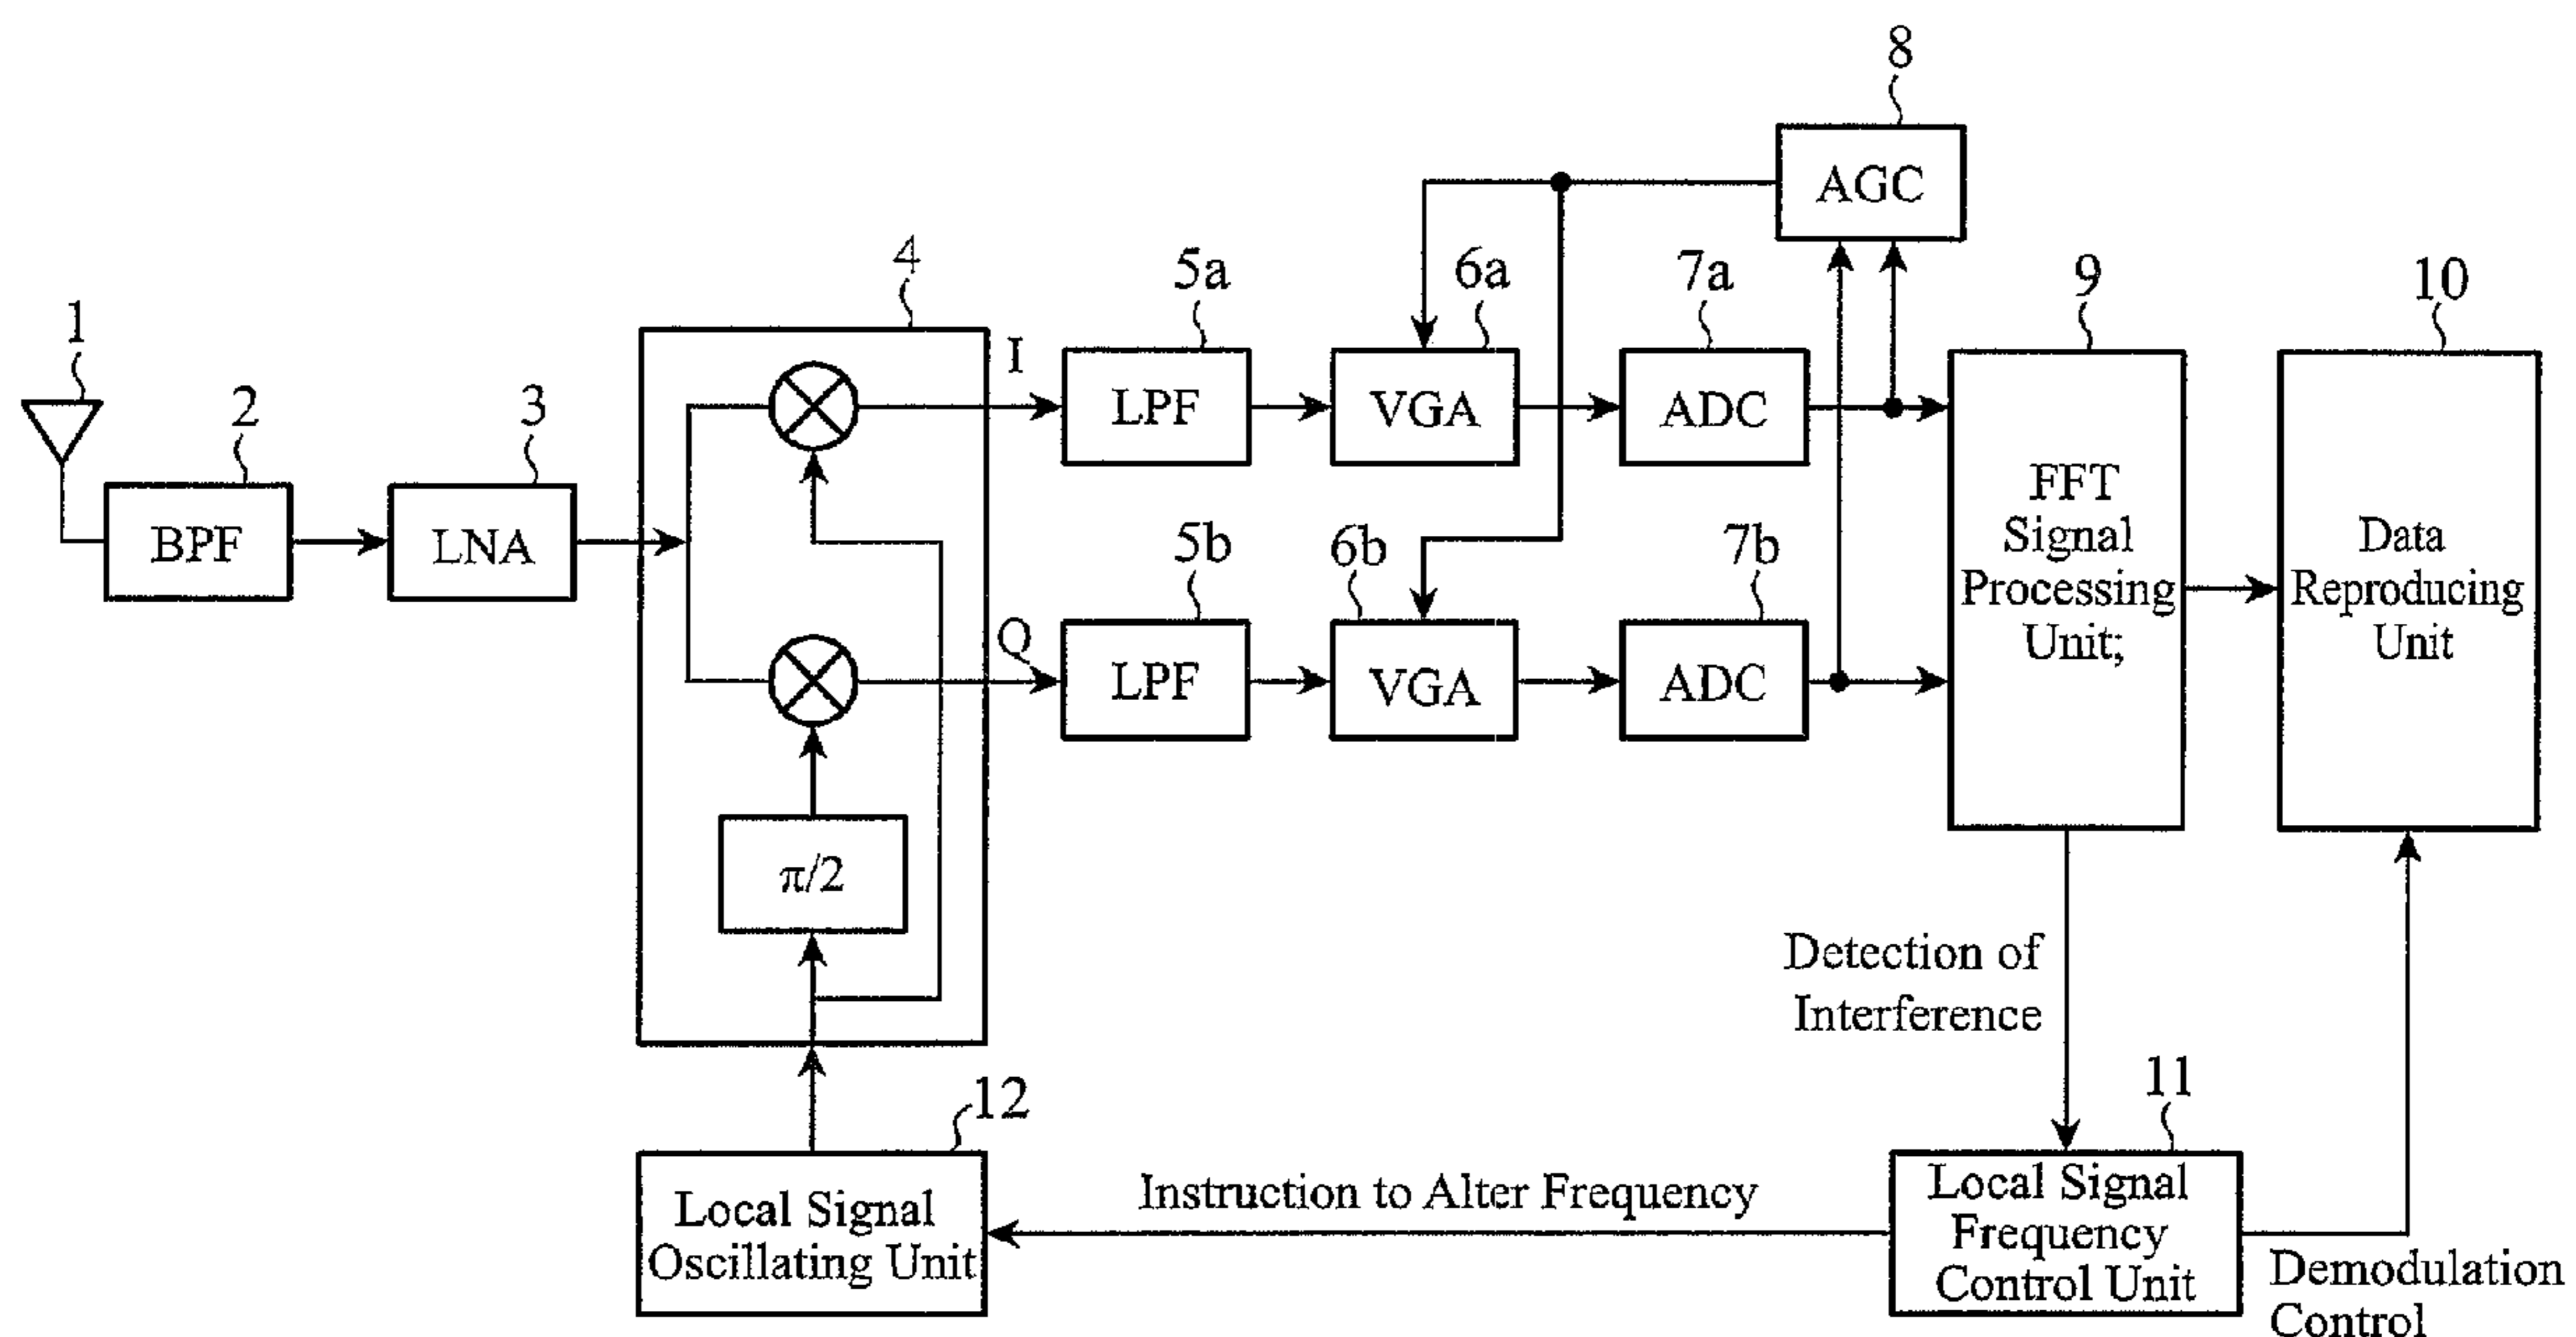 8
AGC
4
5a
6a
7a
9
10
1
I
2
3
LPF
VGA
ADC
BPF
LNA
FFT
Signal
Processing
Unit;
Data
Reproducing
Unit
5b
6b
7b
Q
LPF
VGA
ADC
π/2
Detection of
Interference
12
11
Local Signal
Oscillating Unit
Instruction to Alter Frequency
Local Signal
Frequency
Control Unit
Demodulation
Control